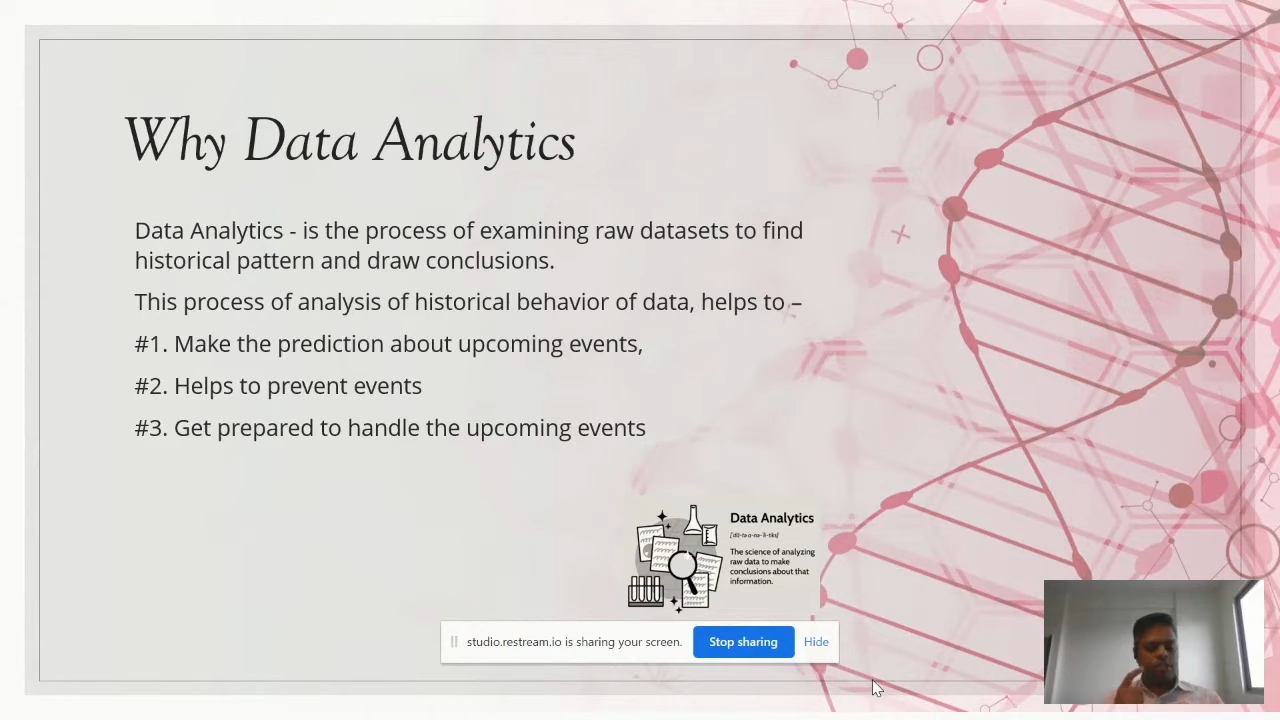 Why Data Analytics
Data Analytics - is the process of examining raw datasets to find
historical pattern and draw conclusions.
This process of analysis of historical behavior of data, helps to –
#1. Make the prediction about upcoming events,
#2. Helps to prevent events
#3. Get prepared to handle the upcoming events
Data Analytics
The science of analyzing
raw data to make
conclusions about that
information.
studio.restream.io is sharing your screen.
Stop sharing
Hide